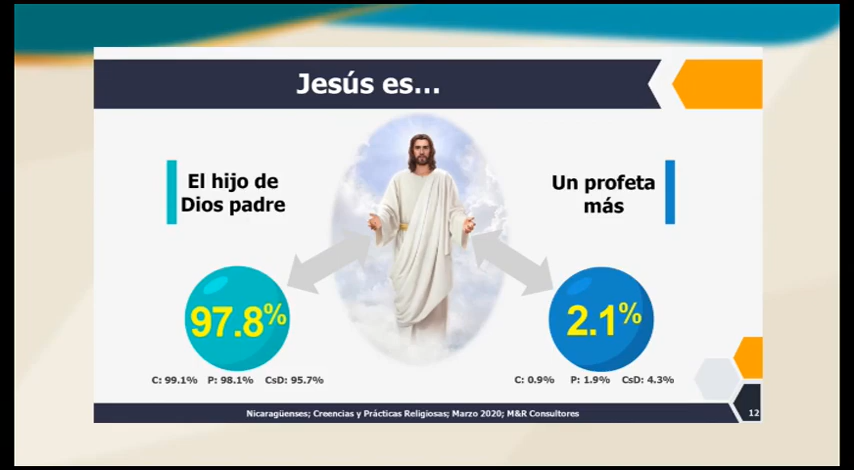 Jesús es...
El hijo de
Dios padre
Un profeta
más
97.8%
2.1%
C: 99.1% P: 98.1% CsD: 95.7%
C: 0.9% P: 1.9% CsD: 4.3%
Nicaragüenses; Creencias y Prácticas Religiosas; Marzo 2020; M&R Consultores
12